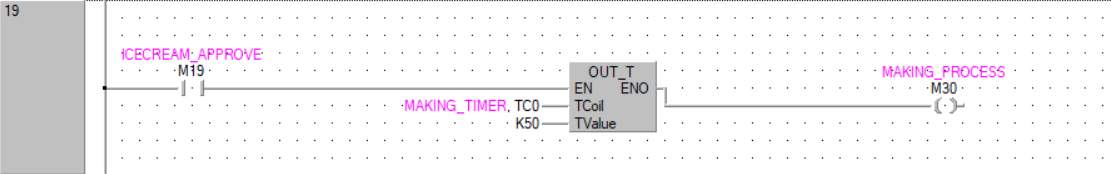 19
ICECREAM_APPROVE
M19
OUT_T
EN ENO
MAKING_TIMER, TC0 TCoil
K50 TValue
MAKING_PROCESS
M30